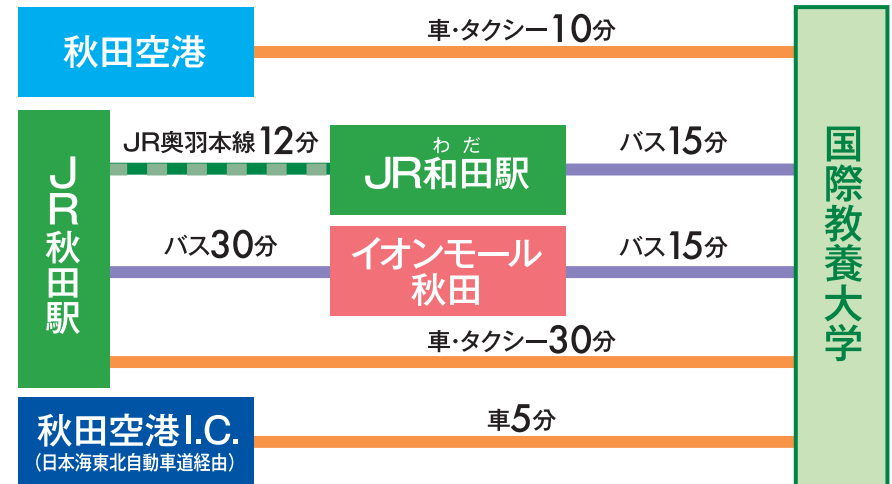 秋田空港
車・タクシー10分
JR秋田駅
JR奥羽本線12分
わだ
JR和田駅
バス15分
バス30分
イオンモール
秋田
バス15分
車・タクシー30分
秋田空港I.C.
（日本海東北自動車道経由）
車5分
国際教養大学